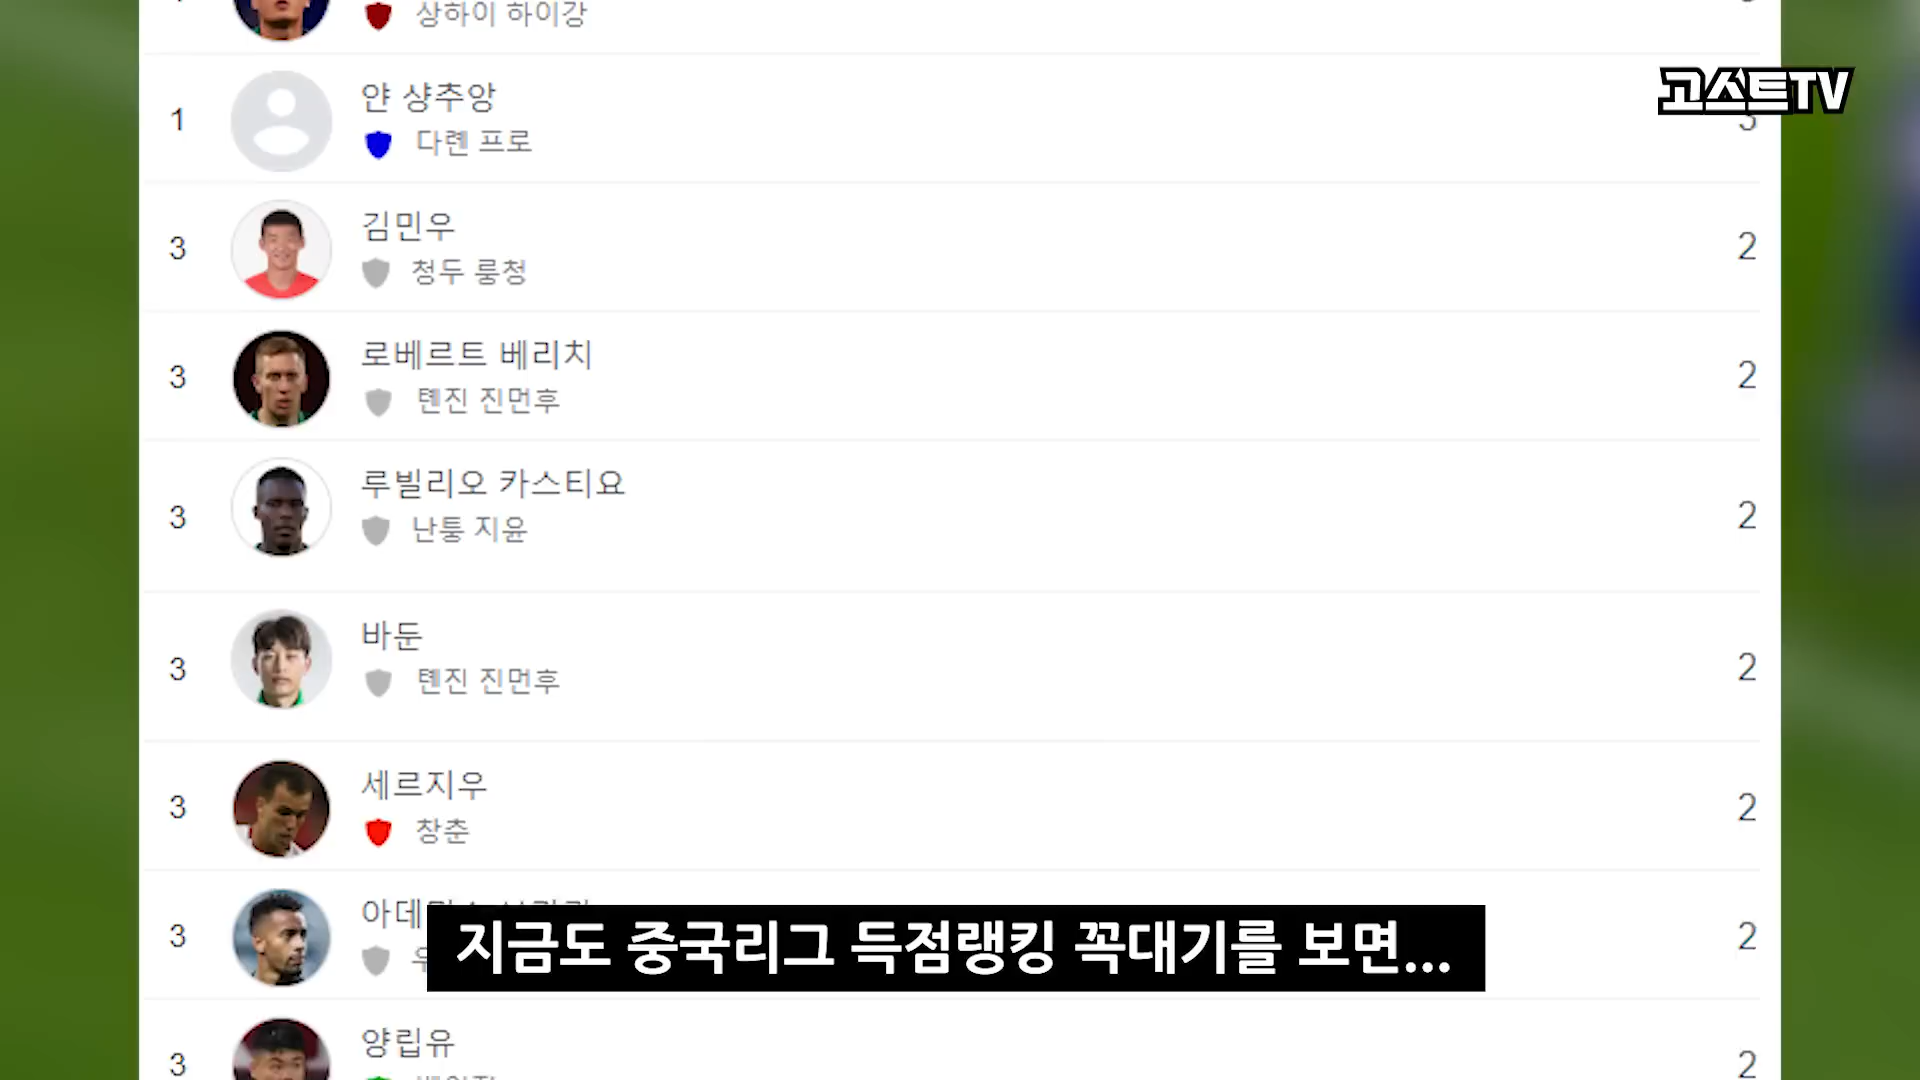 상하이 하이강
고스트TV
1
얀 샹추앙
다롄 프로
3
3
김민우
청두 룽청
2
3
로베르트 베리치
톈진 진먼후
2
3
루빌리오 카스티요
난퉁 지윤
2
3
바둔
톈진 진먼후
2
3
세르지우
창춘
2
3
2
지금도 중국리그 득점랭킹 꼭대기를 보면...
3
양립유
2